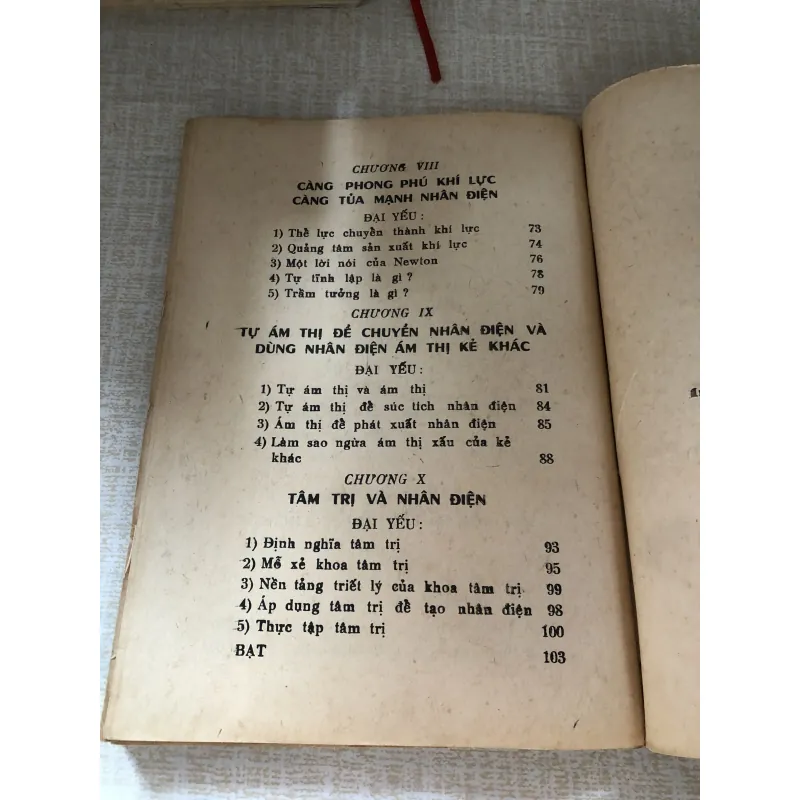 CHƯƠNG VIII
CÀNG PHONG PHÚ KHÍ LỰC
CÀNG TỦA MẠNH NHÂN ĐIỆN
ĐẠI YẾU :
1) Thể lực chuyển thành khí lực 73
2) Quảng tâm sản xuất khí lực 74
3) Một lời nói của Newton 76
4) Tự tĩnh lập là gì ? 78
5) Trầm tưởng là gì ? 79
CHƯƠNG IX
TỰ ÁM THỊ ĐỂ CHUYỂN NHÂN ĐIỆN VÀ
DÙNG NHÂN ĐIỆN ÁM THỊ KẺ KHÁC
ĐẠI YẾU :
1) Tự ám thị và ám thị 81
2) Tự ám thị để súc tích nhân điện 84
3) Ám thị để phát xuất nhân điện 85
4) Làm sao ngừa ám thị xấu của kẻ
khác 88
CHƯƠNG X
TÂM TRỊ VÀ NHÂN ĐIỆN
ĐẠI YẾU :
1) Định nghĩa tâm trị 93
2) Mổ xẻ khoa tâm trị 95
3) Nền tảng triết lý của khoa tâm trị 99
4) Áp dụng tâm trị để tạo nhân điện 98
5) Thực tập tâm trị 100
BẠT 103